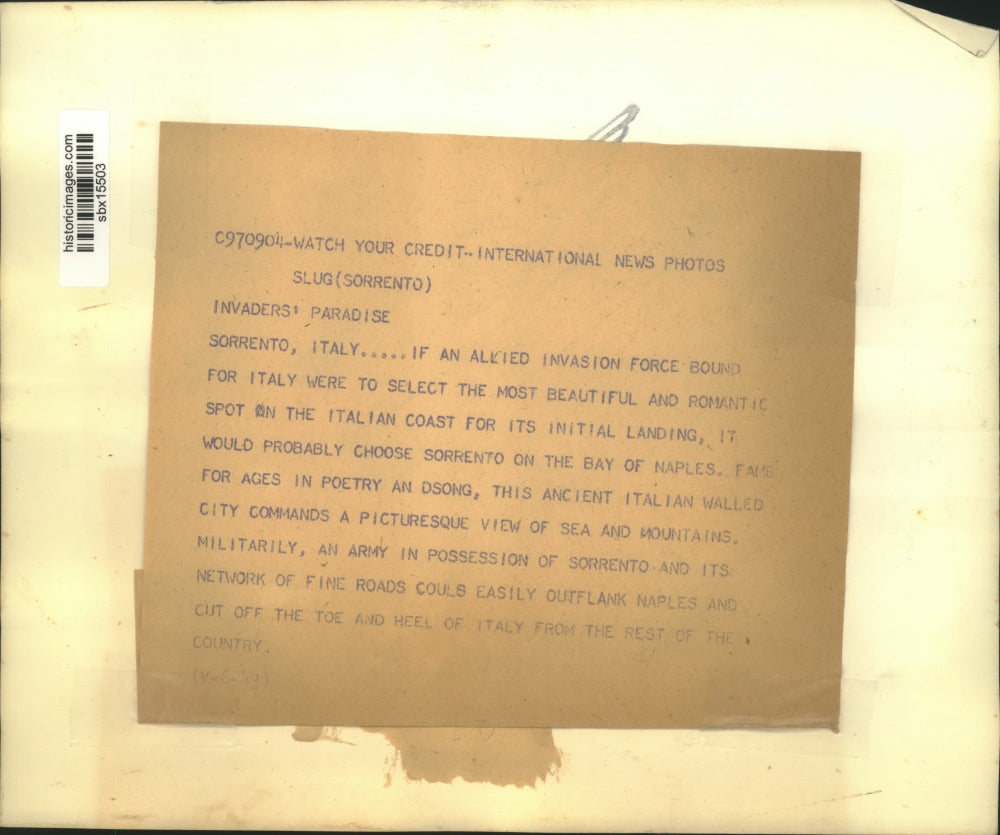 historicimages.com
sbx15503
C970904-WATCH YOUR CREDIT--INTERNATIONAL NEWS PHOTOS
SLUG(SORRENTO)
INVADERS' PARADISE
SORRENTO, ITALY.....IF AN ALLIED INVASION FORCE BOUND
FOR ITALY WERE TO SELECT THE MOST BEAUTIFUL AND ROMANTIC
SPOT ON THE ITALIAN COAST FOR ITS INITIAL LANDING, IT
WOULD PROBABLY CHOOSE SORRENTO ON THE BAY OF NAPLES. FAME
FOR AGES IN POETRY AN DSONG, THIS ANCIENT ITALIAN WALLED
CITY COMMANDS A PICTURESQUE VIEW OF SEA AND MOUNTAINS.
MILITARILY, AN ARMY IN POSSESSION OF SORRENTO AND ITS
NETWORK OF FINE ROADS COULS EASILY OUTFLANK NAPLES AND
CUT OFF THE TOE AND HEEL OF ITALY FROM THE REST OF THE
COUNTRY.